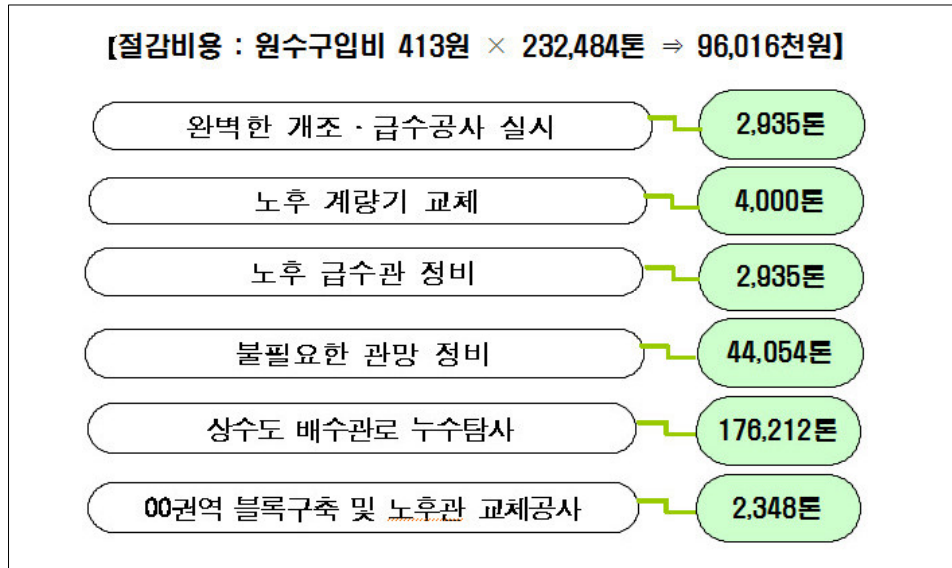 [절감비용 : 원수구입비 413원 × 232,484톤 ⇒ 96,016천원】
완벽한 개조 · 급수공사 실시 2,935톤
노후 계량기 교체 4,000톤
노후 급수관 정비 2,935톤
불필요한 관망 정비 44,054톤
상수도 배수관로 누수탐사 176,212톤
00권역 블록구축 및 노후관 교체공사 2,348톤